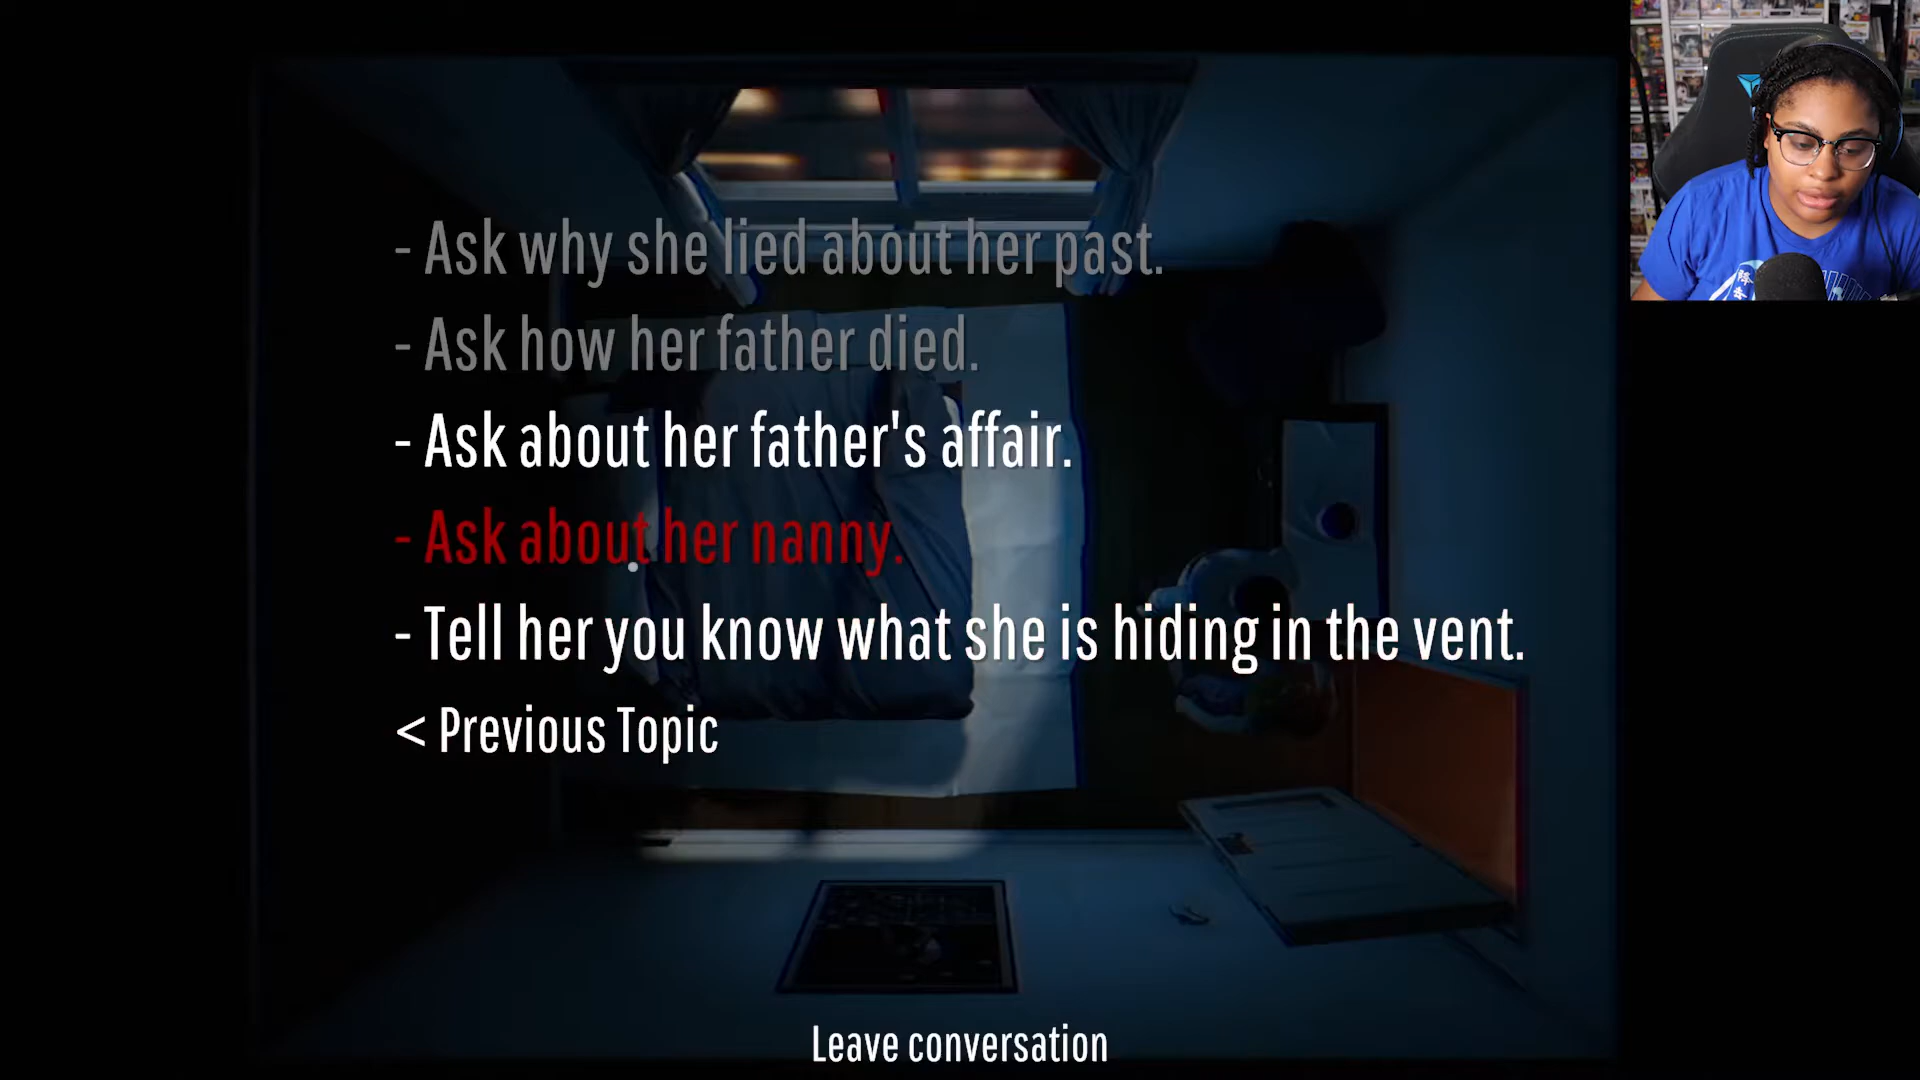 - Ask why she lied about her past.
- Ask how her father died.
- Ask about her father's affair.
- Ask about her nanny.
- Tell her you know what she is hiding in the vent.
< Previous Topic
Leave conversation